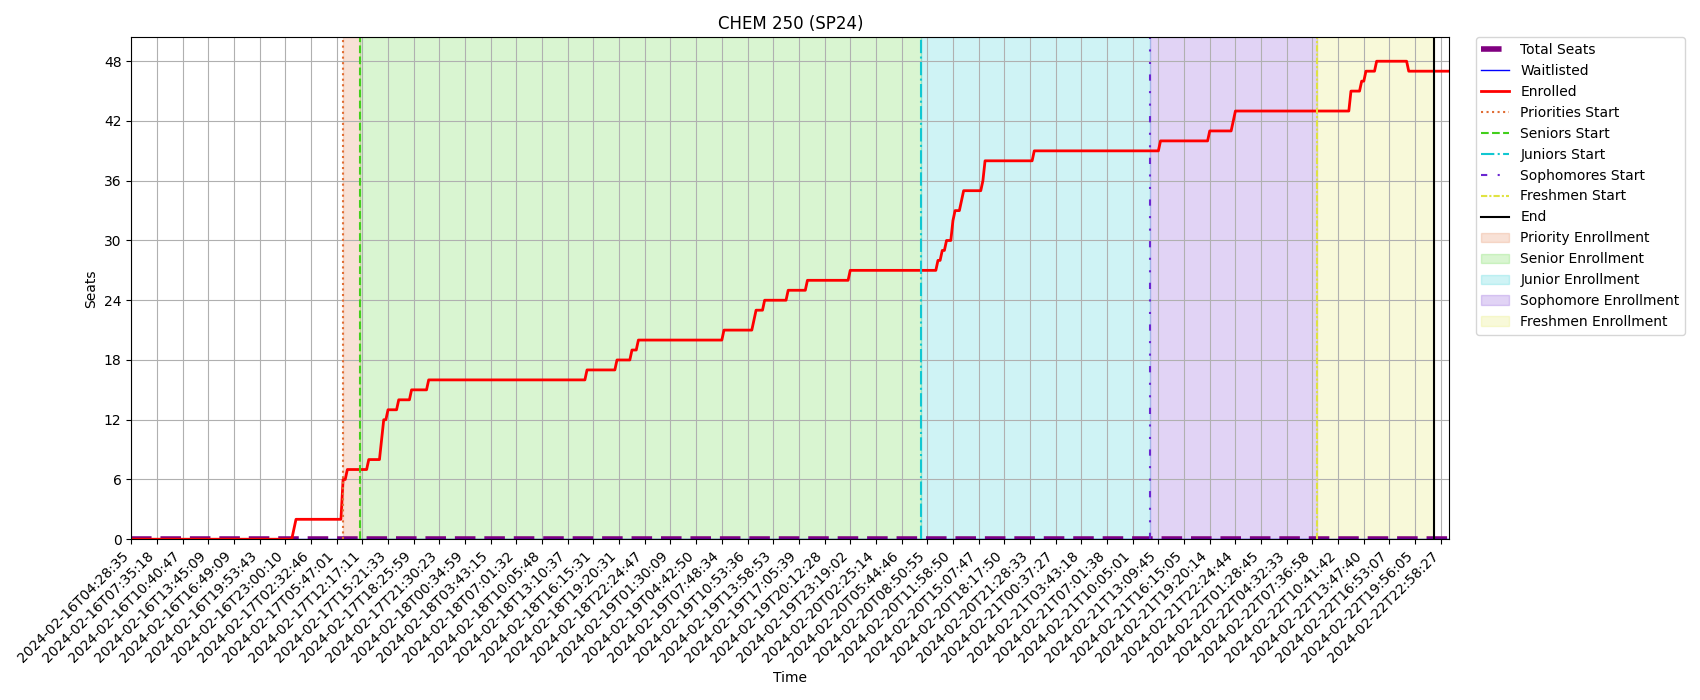 CHEM 250 (SP24)
Seats
48
42
36
30
24
18
12
6
0
2024-02-16T04:28:35
2024-02-16T07:35:18
2024-02-16T10:40:47
2024-02-16T13:45:09
2024-02-16T16:49:09
2024-02-16T19:53:43
2024-02-16T23:00:10
2024-02-17T02:32:46
2024-02-17T05:47:01
2024-02-17T12:17:11
2024-02-17T15:21:33
2024-02-17T18:25:59
2024-02-17T21:30:23
2024-02-18T00:34:59
2024-02-18T03:43:15
2024-02-18T07:01:32
2024-02-18T10:05:48
2024-02-18T13:10:37
2024-02-18T16:15:31
2024-02-18T19:20:31
2024-02-18T22:24:47
2024-02-19T01:30:09
2024-02-19T04:42:50
2024-02-19T07:48:34
2024-02-19T10:53:36
2024-02-19T13:58:53
2024-02-19T17:05:39
2024-02-19T20:12:28
2024-02-19T23:19:02
2024-02-20T02:25:14
2024-02-20T05:44:46
2024-02-20T08:50:55
2024-02-20T11:58:50
2024-02-20T15:07:47
2024-02-20T18:17:50
2024-02-20T21:28:33
2024-02-21T00:37:27
2024-02-21T03:43:18
2024-02-21T07:01:38
2024-02-21T10:05:01
2024-02-21T13:09:45
2024-02-21T16:15:05
2024-02-21T19:20:14
2024-02-21T22:24:44
2024-02-22T01:28:45
2024-02-22T04:32:33
2024-02-22T07:36:58
2024-02-22T10:41:42
2024-02-22T13:47:40
2024-02-22T16:53:07
2024-02-22T19:56:05
2024-02-22T22:58:27
Time
Total Seats
Waitlisted
Enrolled
Priorities Start
Seniors Start
Juniors Start
Sophomores Start
Freshmen Start
End
Priority Enrollment
Senior Enrollment
Junior Enrollment
Sophomore Enrollment
Freshmen Enrollment